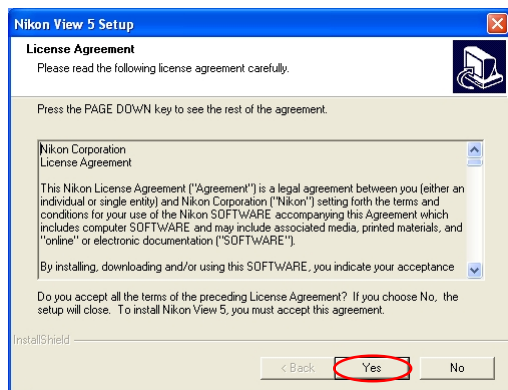 Nikon View 5 Setup
License Agreement
Please read the following license agreement carefully.
Press the PAGE DOWN key to see the rest of the agreement.
Nikon Corporation
License Agreement
This Nikon License Agreement ("Agreement") is a legal agreement between you (either an
individual or single entity) and Nikon Corporation ("Nikon") setting forth the terms and
conditions for your use of the Nikon SOFTWARE accompanying this Agreement which
includes computer SOFTWARE and may include associated media, printed materials, and
"online" or electronic documentation ("SOFTWARE").
By installing, downloading and/or using this SOFTWARE, you indicate your acceptance
Do you accept all the terms of the preceding License Agreement? If you choose No, the
setup will close. To install Nikon View 5, you must accept this agreement.
InstallShield
< Back Yes No